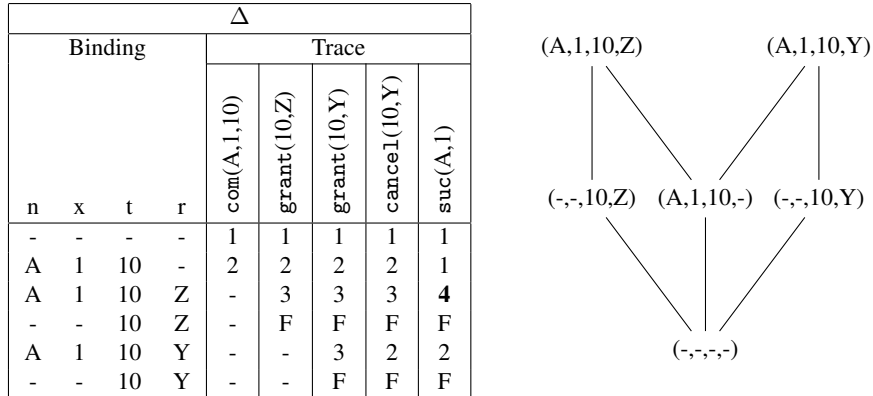 Δ
Binding Trace
n x t r com(A,1,10) grant(10,Z) grant(10,Y) cancel(10,Y) suc(A,1)
- - - - 1 1 1 1 1
A 1 10 - 2 2 2 2 1
A 1 10 Z - 3 3 3 4
- - 10 Z - F F F F
A 1 10 Y - - 3 2 2
- - 10 Y - - F F F
(A,1,10,Z) (A,1,10,Y)
(-,-,10,Z) (A,1,10,-) (-,-,10,Y)
(-,-,-,-)